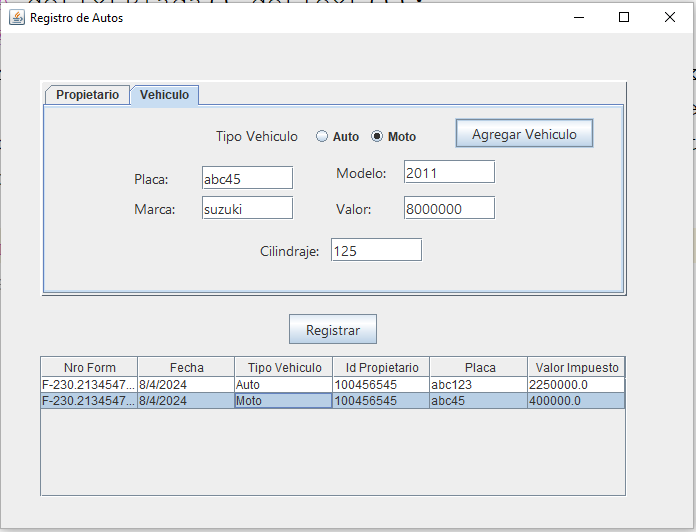 Registro de Autos
Propietario Vehiculo
Tipo Vehiculo Auto Moto Agregar Vehiculo
Placa: abc45 Modelo: 2011
Marca: suzuki Valor: 8000000
Cilindraje: 125
Registrar
Nro Form Fecha Tipo Vehiculo Id Propietario Placa Valor Impuesto
F-230.2134547... 8/4/2024 Auto 100456545 abc123 2250000.0
F-230.2134547... 8/4/2024 Moto 100456545 abc45 400000.0